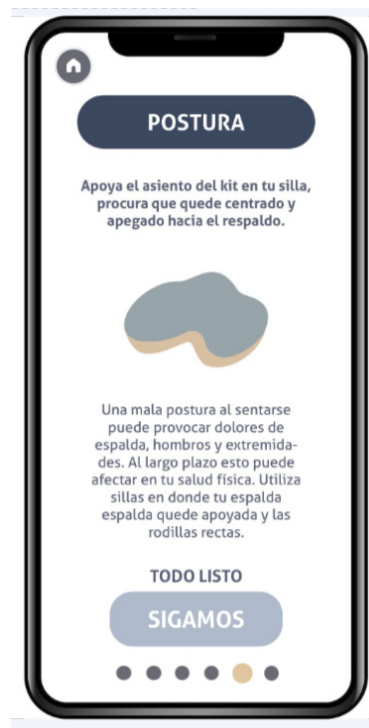 POSTURA
Apoya el asiento del kit en tu silla,
procura que quede centrado y
apegado hacia el respaldo.
Una mala postura al sentarse
puede provocar dolores de
espalda, hombros y extremida-
des. Al largo plazo esto puede
afectar en tu salud física. Utiliza
sillas en donde tu espalda
espalda quede apoyada y las
rodillas rectas.
TODO LISTO
SIGAMOS